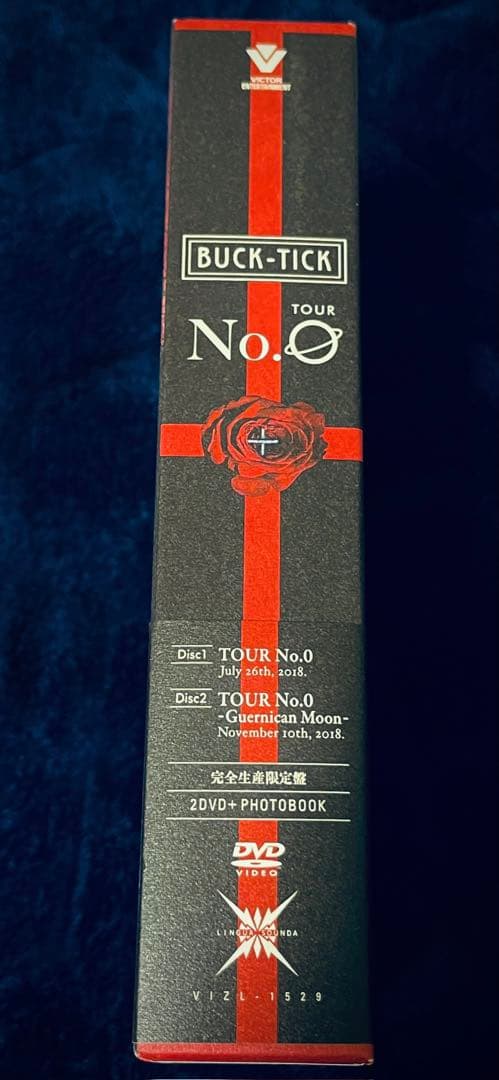 VICTOR
ENTERTAINMENT
BUCK-TICK
TOUR
No.0
Disc1 TOUR No.0
July 26th, 2018.
Disc2 TOUR No.0
-Guernican Moon-
November 10th, 2018.
完全生産限定盤
2DVD+PHOTOBOOK
DVD
VIDEO
LINGUA SOUNDA
VIZL-1529